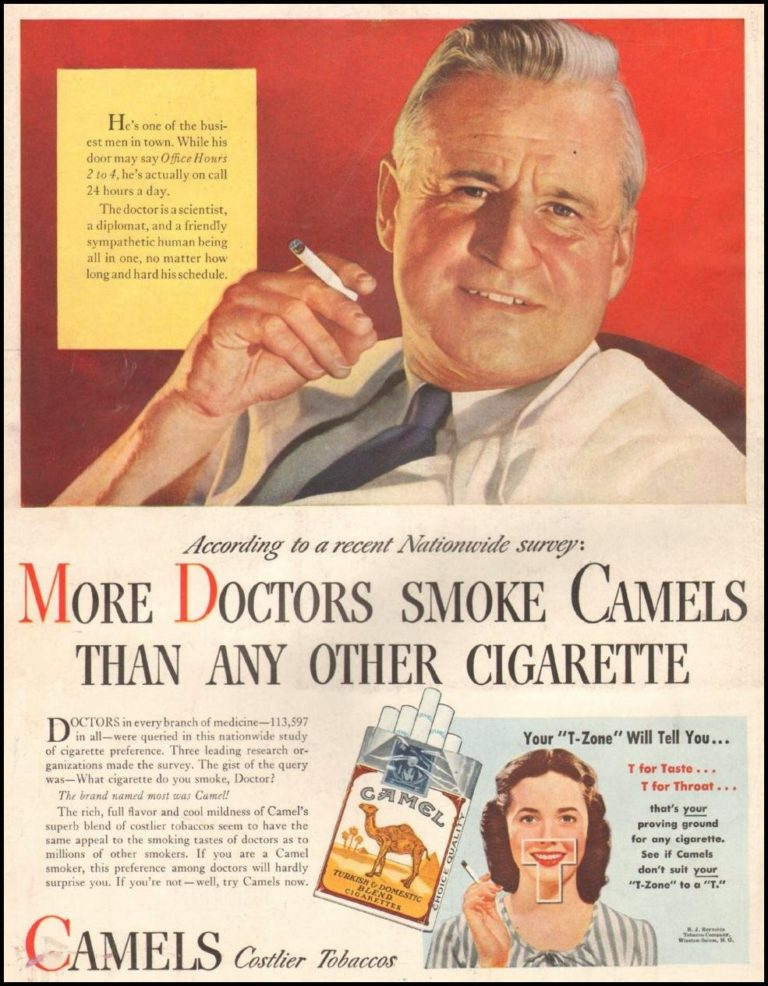 He's one of the busi-
est men in town. While his
door may say Office Hours
2 to 4, he's actually on call
24 hours a day.
The doctor is a scientist,
a diplomat, and a friendly
sympathetic human being
all in one, no matter how
long and hard his schedule.
According to a recent Nationwide survey:
MORE DOCTORS SMOKE CAMELS
THAN ANY OTHER CIGARETTE
DOCTORS in every branch of medicine—113,597
in all—were queried in this nationwide study
of cigarette preference. Three leading research or-
ganizations made the survey. The gist of the query
was—What cigarette do you smoke, Doctor?
The brand named most was Camel!
The rich, full flavor and cool mildness of Camel's
superb blend of costlier tobaccos seem to have the
same appeal to the smoking tastes of doctors as to
millions of other smokers. If you are a Camel
smoker, this preference among doctors will hardly
surprise you. If you're not—well, try Camels now.
CAMELS Costlier Tobaccos
CAMEL
TURKISH & DOMESTIC
BLEND
CIGARETTES
CHOICE QUALITY
Your "T-Zone" Will Tell You...
T for Taste...
T for Throat...
that's your
proving ground
for any cigarette.
See if Camels
don't suit your
"T-Zone" to a "T."
T
R. J. Reynolds
Tobacco Company,
Winston-Salem, N. C.